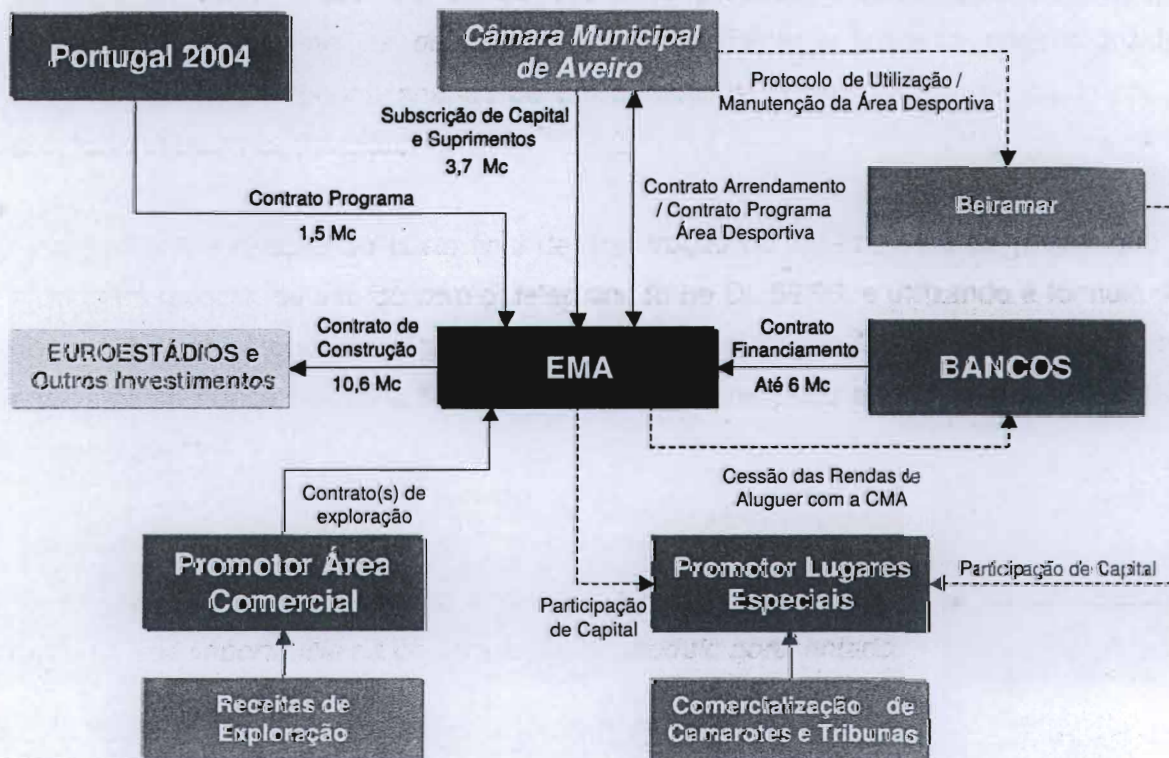 Portugal 2004
Câmara Municipal
de Aveiro
Protocolo de Utilização /
Manutenção da Área Desportiva
Subscrição de Capital
e Suprimentos
3,7 Mc
Contrato Programa
1,5 Mc
Contrato Arrendamento
/ Contrato Programa
Área Desportiva
Beiramar
EUROESTÁDIOS e
Outros Investimentos
Contrato de
Construção
10,6 Mc
EMA
Contrato
Financiamento
Até 6 Mc
BANCOS
Contrato(s) de
exploração
Cessão das Rendas de
Aluguer com a CMA
Promotor Área
Comercial
Participação
de Capital
Promotor Lugares
Especiais
Participação de Capital
Receitas de
Exploração
Comercialização de
Camarotes e Tribunas